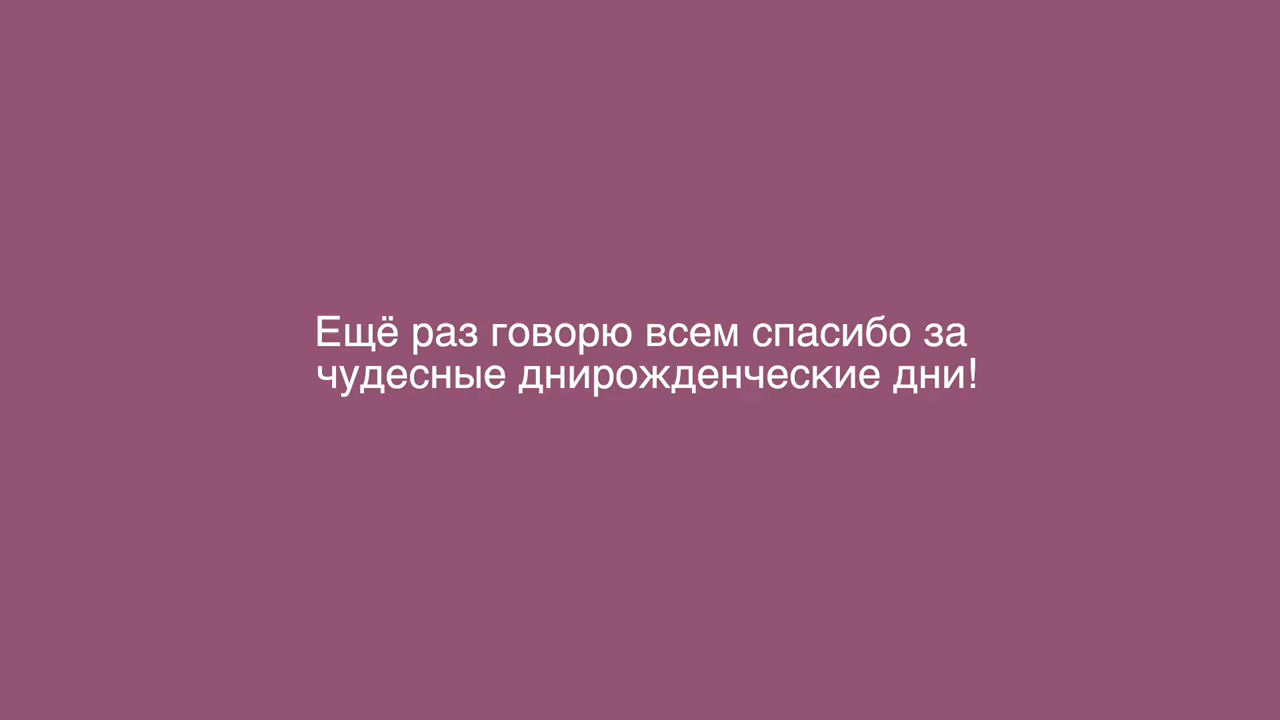 Ещё раз говорю всем спасибо за
чудесные днирожденческие дни!